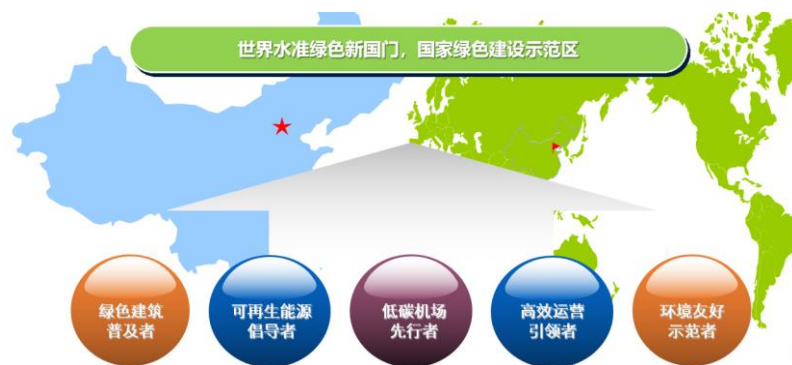 世界水准绿色新国门，国家绿色建设示范区
绿色建筑
普及者
可再生能源
倡导者
低碳机场
先行者
高效运营
引领者
环境友好
示范者